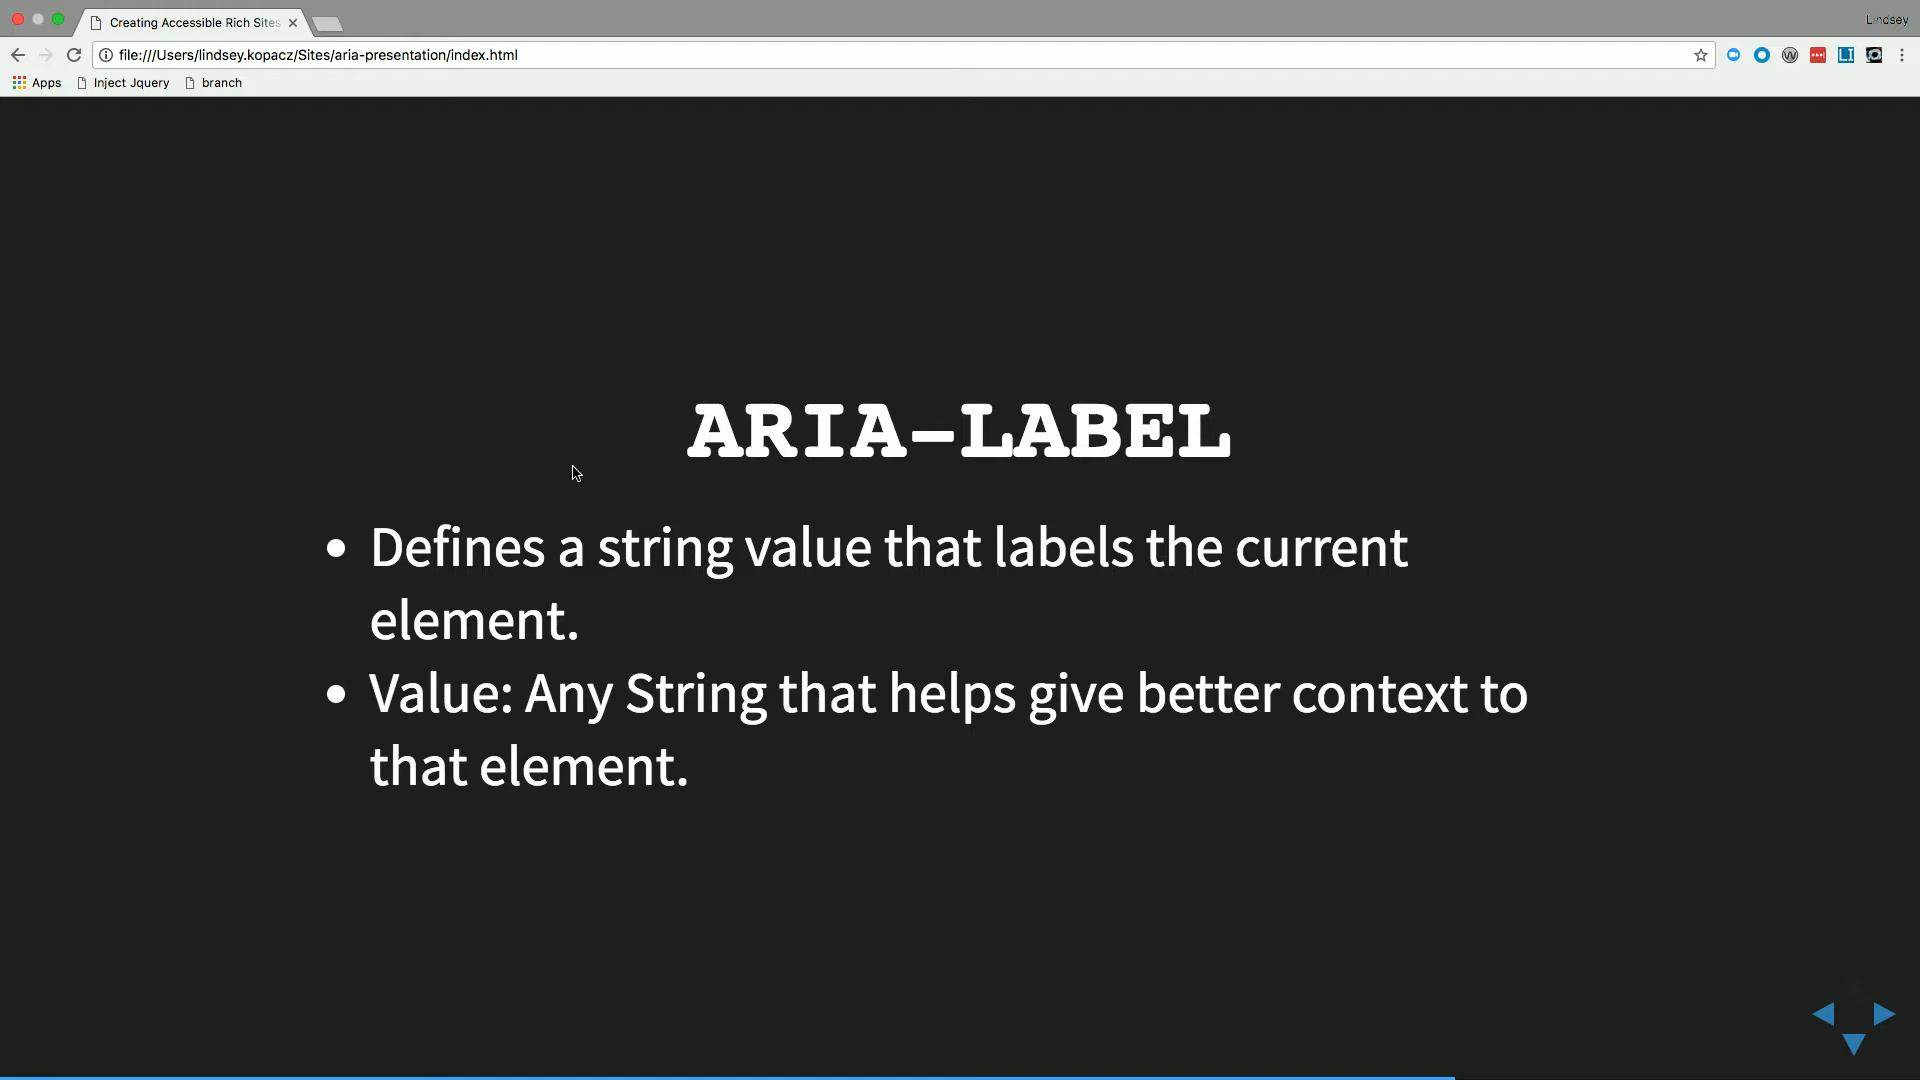 Creating Accessible Rich Sites
Lindsey
file:///Users/lindsey.kopacz/Sites/aria-presentation/index.html
Apps
Inject Jquery
branch
ARIA-LABEL
• Defines a string value that labels the current
element.
• Value: Any String that helps give better context to
that element.